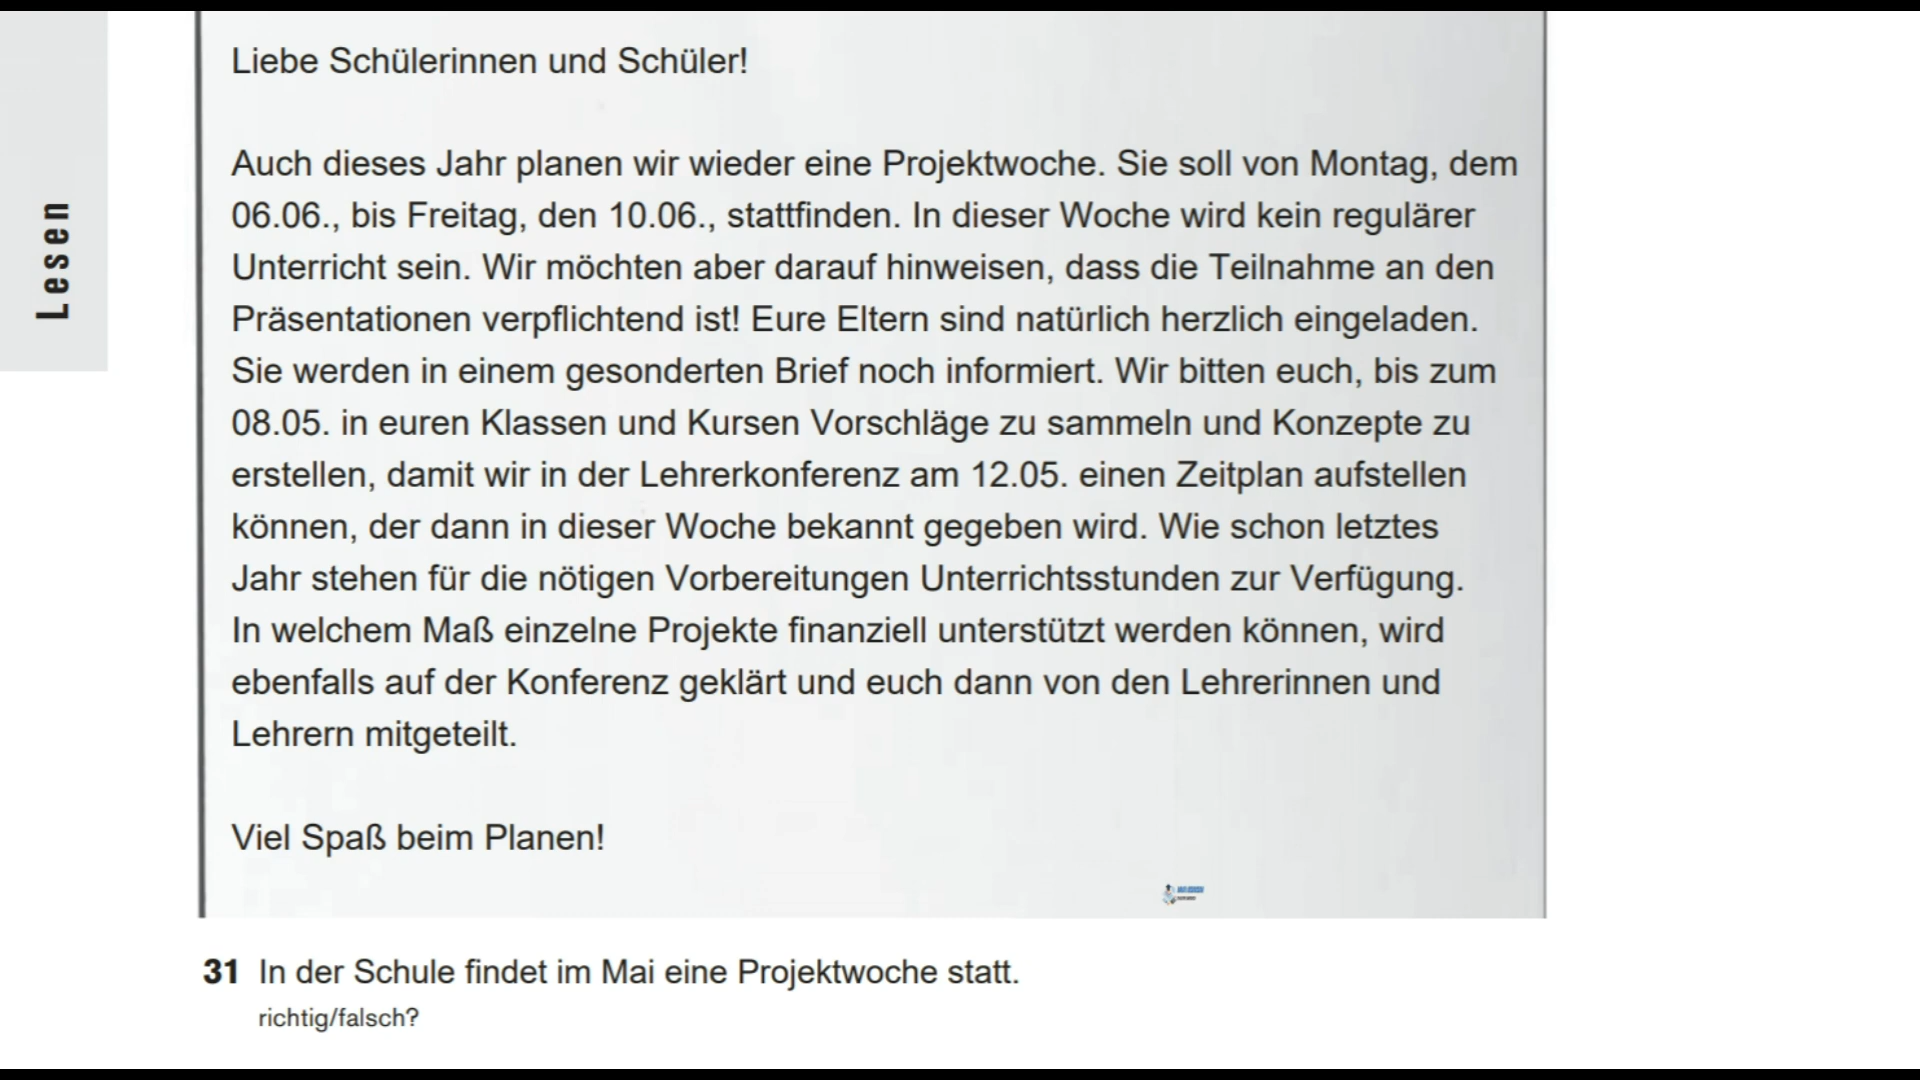 Lesen
Liebe Schülerinnen und Schüler!
Auch dieses Jahr planen wir wieder eine Projektwoche. Sie soll von Montag, dem
06.06., bis Freitag, den 10.06., stattfinden. In dieser Woche wird kein regulärer
Unterricht sein. Wir möchten aber darauf hinweisen, dass die Teilnahme an den
Präsentationen verpflichtend ist! Eure Eltern sind natürlich herzlich eingeladen.
Sie werden in einem gesonderten Brief noch informiert. Wir bitten euch, bis zum
08.05. in euren Klassen und Kursen Vorschläge zu sammeln und Konzepte zu
erstellen, damit wir in der Lehrerkonferenz am 12.05. einen Zeitplan aufstellen
können, der dann in dieser Woche bekannt gegeben wird. Wie schon letztes
Jahr stehen für die nötigen Vorbereitungen Unterrichtsstunden zur Verfügung.
In welchem Maß einzelne Projekte finanziell unterstützt werden können, wird
ebenfalls auf der Konferenz geklärt und euch dann von den Lehrerinnen und
Lehrern mitgeteilt.
Viel Spaß beim Planen!
31 In der Schule findet im Mai eine Projektwoche statt.
richtig/falsch?